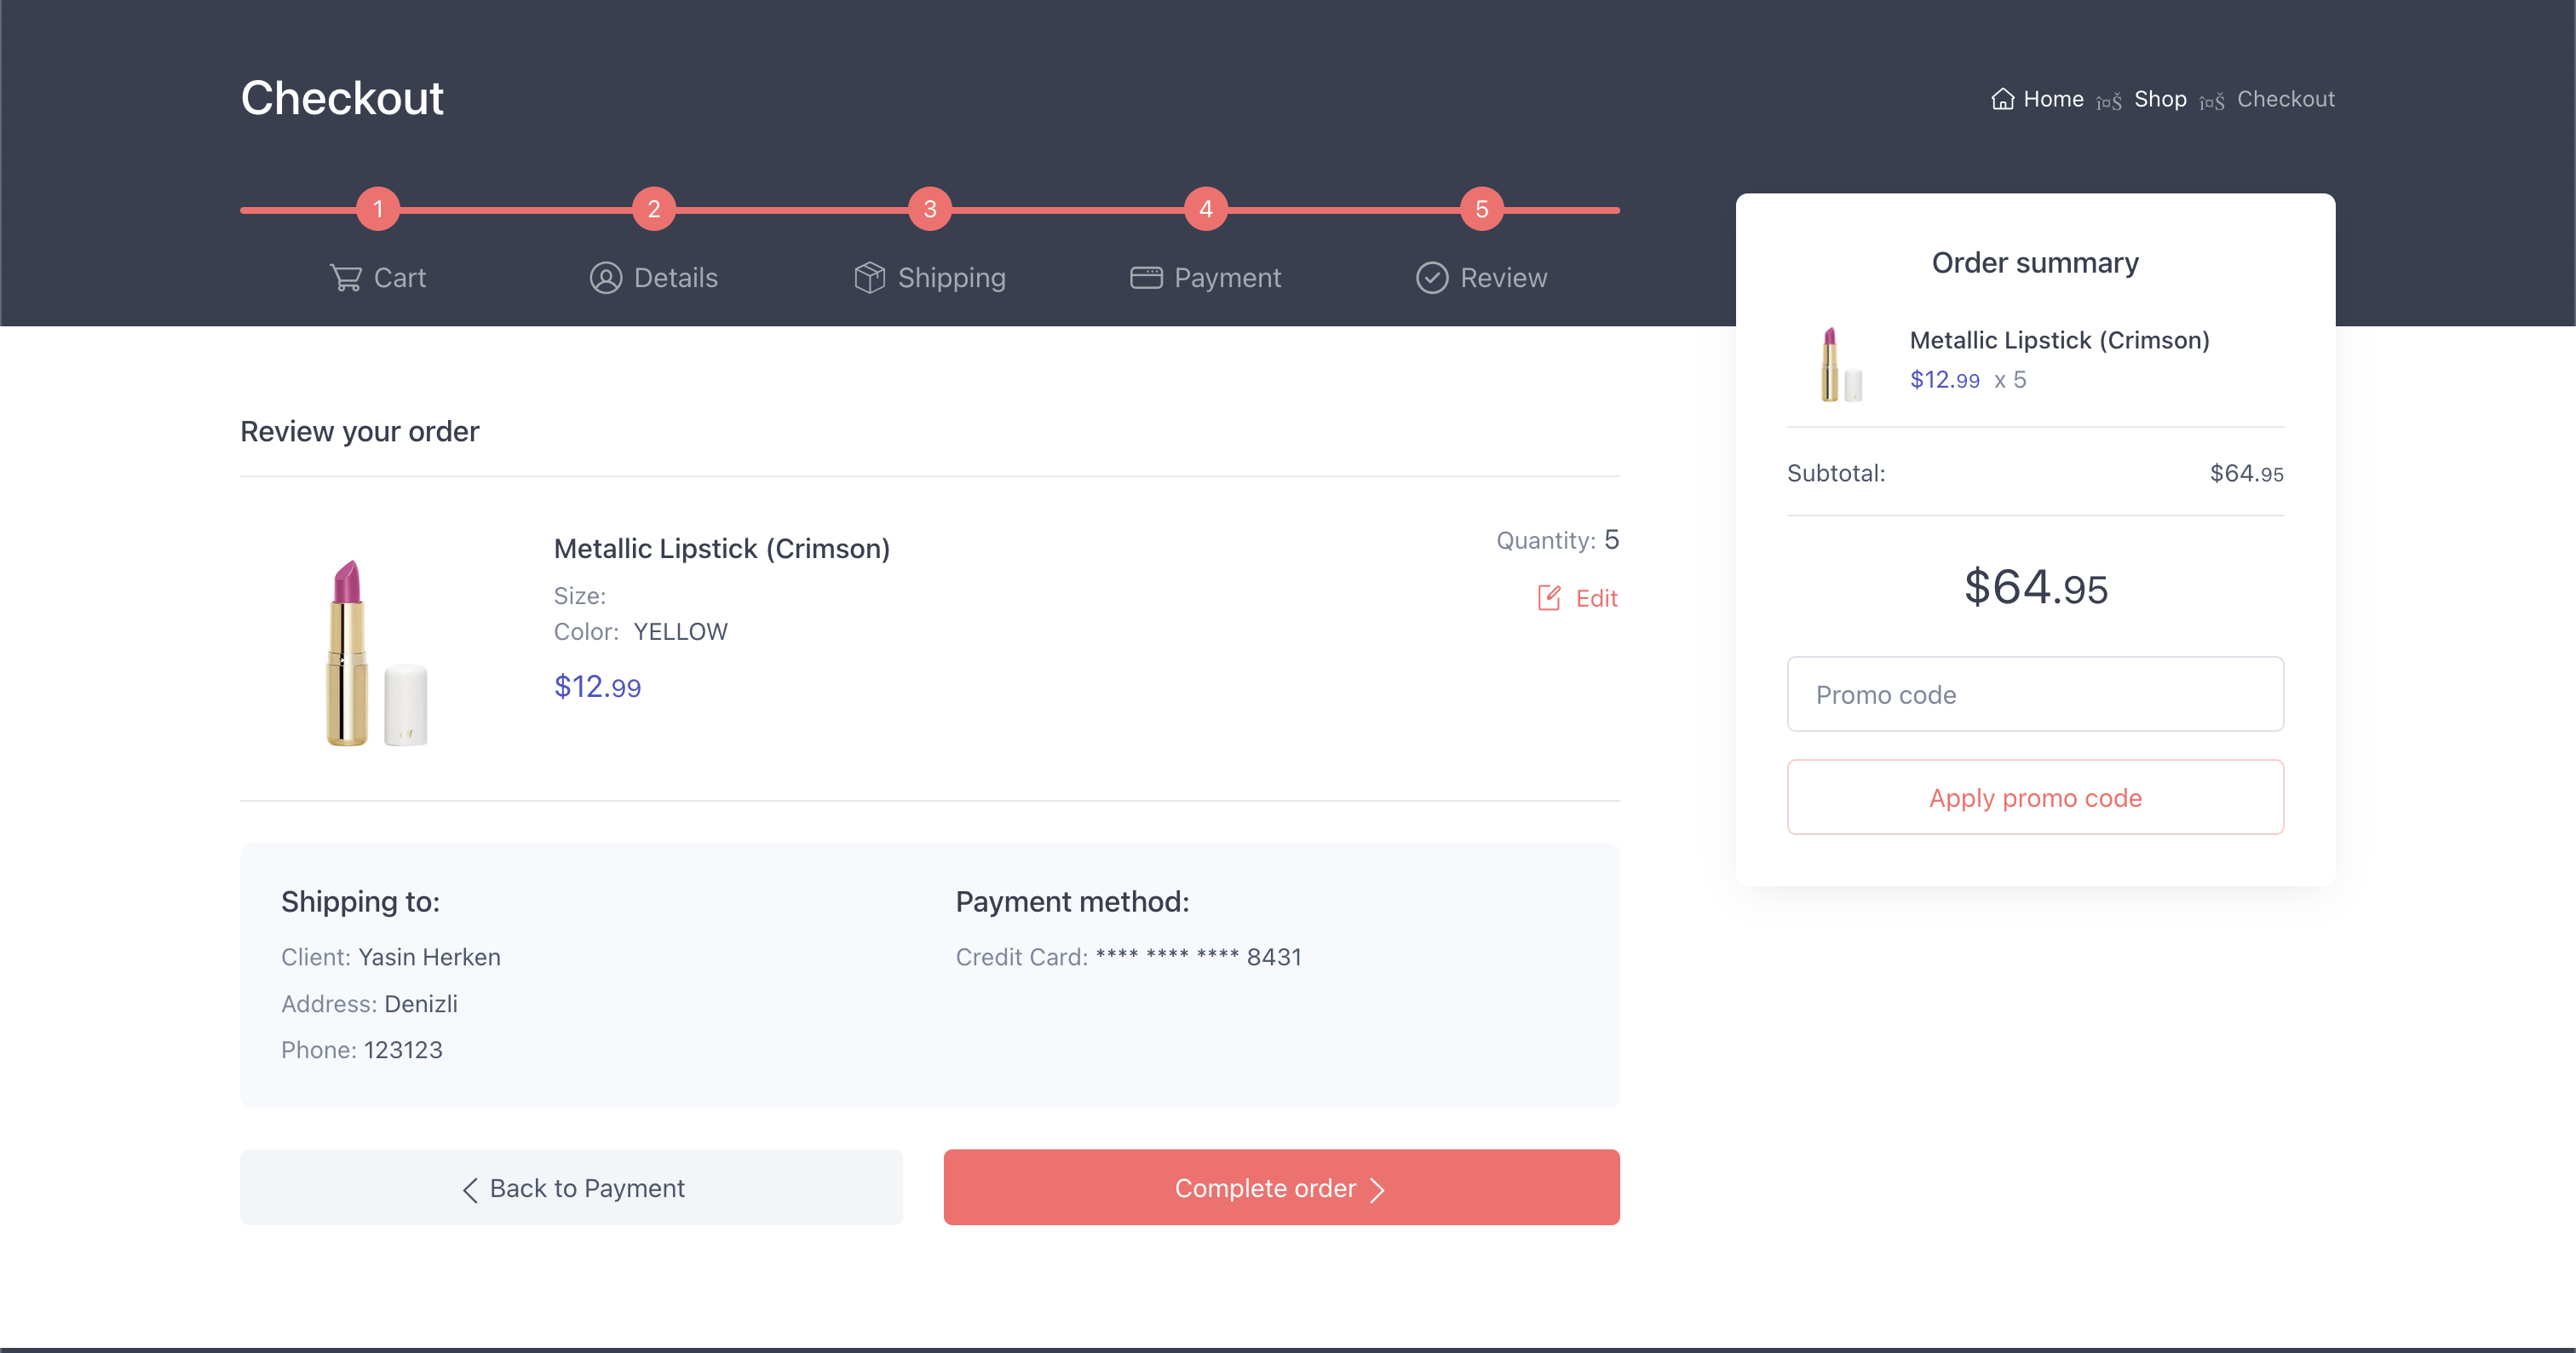 Checkout
Home î¤Š Shop î¤Š Checkout
1 2 3 4 5
Cart Details Shipping Payment Review
Review your order
Metallic Lipstick (Crimson)
Size:
Color: YELLOW
$12.99
Quantity: 5
Edit
Shipping to:
Client: Yasin Herken
Address: Denizli
Phone: 123123
Payment method:
Credit Card: **** **** **** 8431
Back to Payment
Complete order
Order summary
Metallic Lipstick (Crimson)
$12.99 x 5
Subtotal: $64.95
$64.95
Promo code
Apply promo code